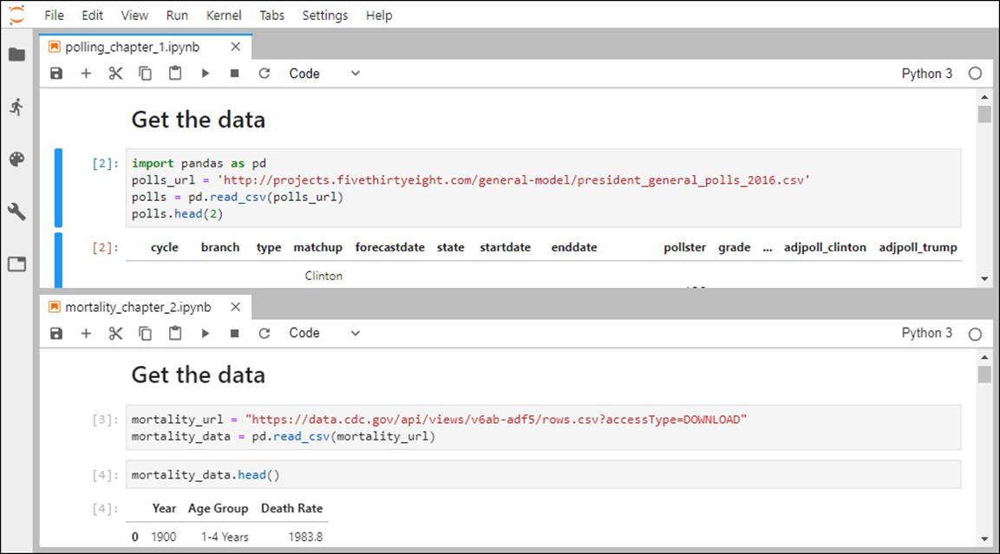 File Edit View Run Kernel Tabs Settings Help
polling_chapter_1.ipynb
Code Python 3
Get the data
[2]: import pandas as pd
polls_url = 'http://projects.fivethirtyeight.com/general-model/president_general_polls_2016.csv'
polls = pd.read_csv(polls_url)
polls.head(2)
[2]: cycle branch type matchup forecastdate state startdate enddate pollster grade ... adjpoll_clinton adjpoll_trump
Clinton
mortality_chapter_2.ipynb
Code Python 3
Get the data
[3]: mortality_url = "https://data.cdc.gov/api/views/v6ab-adf5/rows.csv?accessType=DOWNLOAD"
mortality_data = pd.read_csv(mortality_url)
[4]: mortality_data.head()
[4]: Year Age Group Death Rate
0 1900 1-4 Years 1983.8